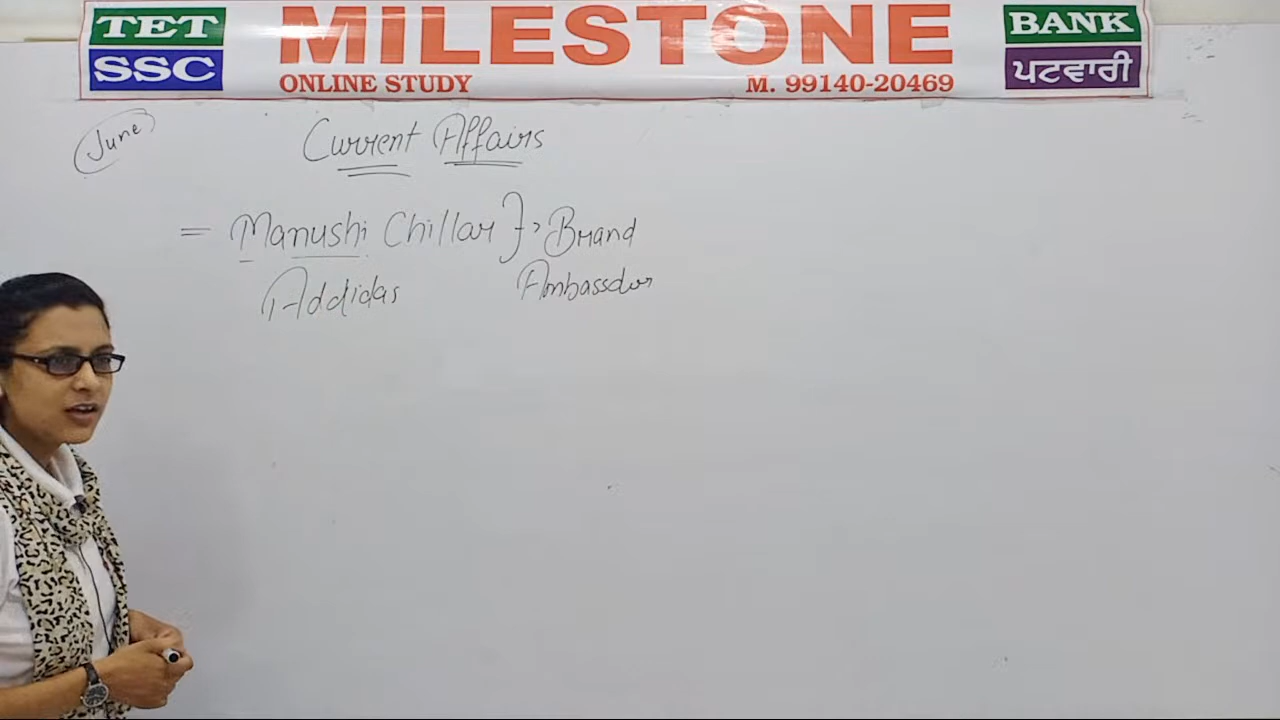 TET
SSC
MILESTONE
ONLINE STUDY M. 99140-20469
BANK
ਪਟਵਾਰੀ
June
Current Affairs
= Manushi Chillar } > Brand
Addidas Ambassdor